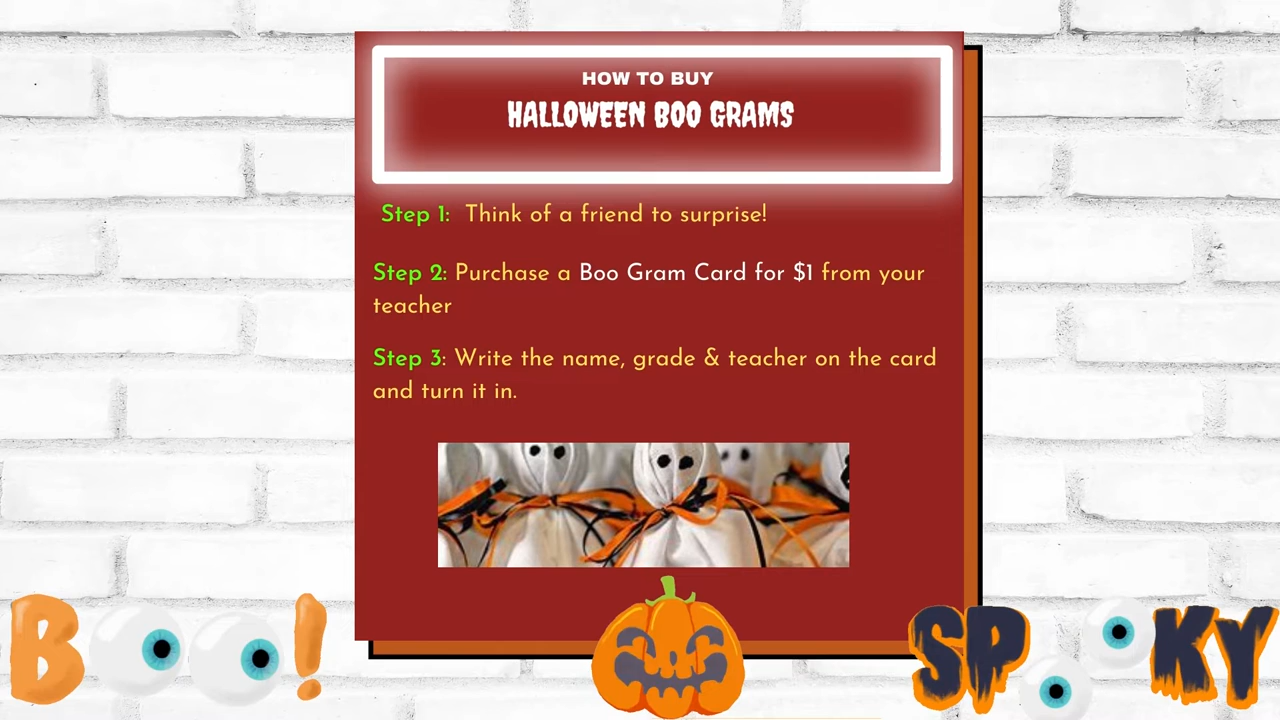 HOW TO BUY
HALLOWEEN BOO GRAMS
Step 1: Think of a friend to surprise!
Step 2: Purchase a Boo Gram Card for $1 from your
teacher
Step 3: Write the name, grade & teacher on the card
and turn it in.
BOO!
SPOOKY